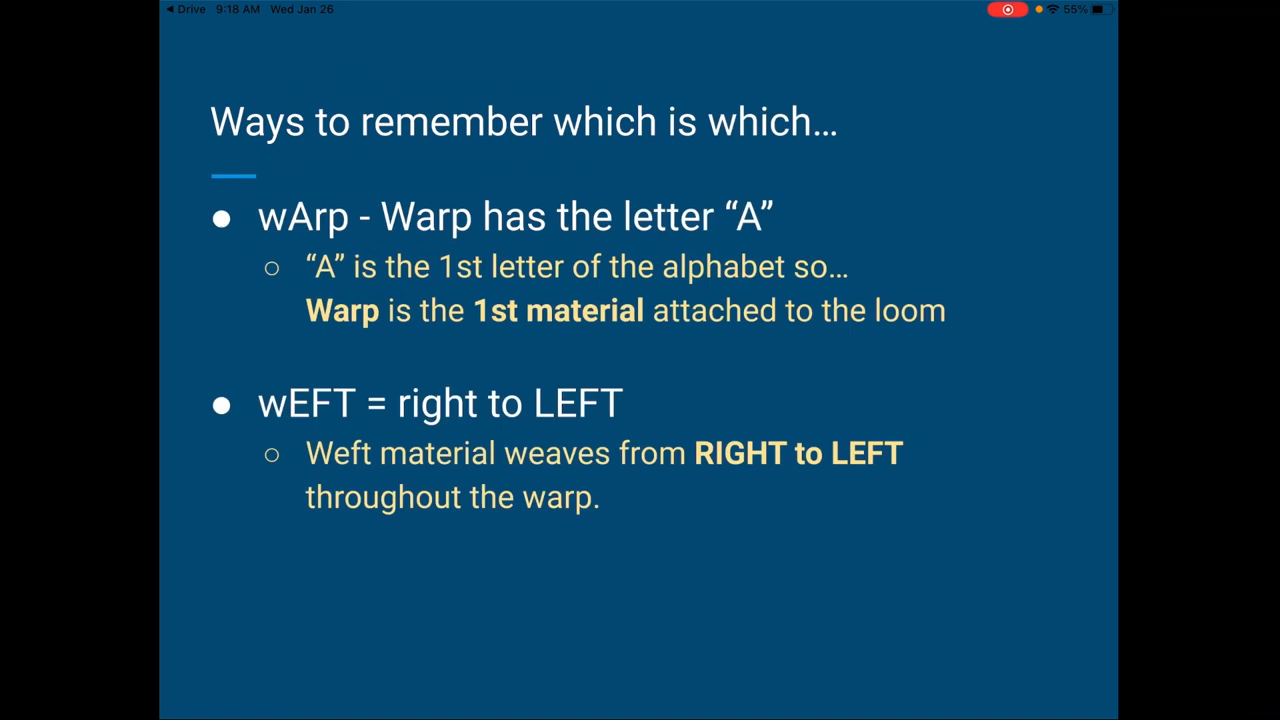 ◀ Drive 9:18 AM Wed Jan 26 55%
Ways to remember which is which…
● wArp - Warp has the letter “A”
○ “A” is the 1st letter of the alphabet so…
Warp is the 1st material attached to the loom
● wEFT = right to LEFT
○ Weft material weaves from RIGHT to LEFT
throughout the warp.